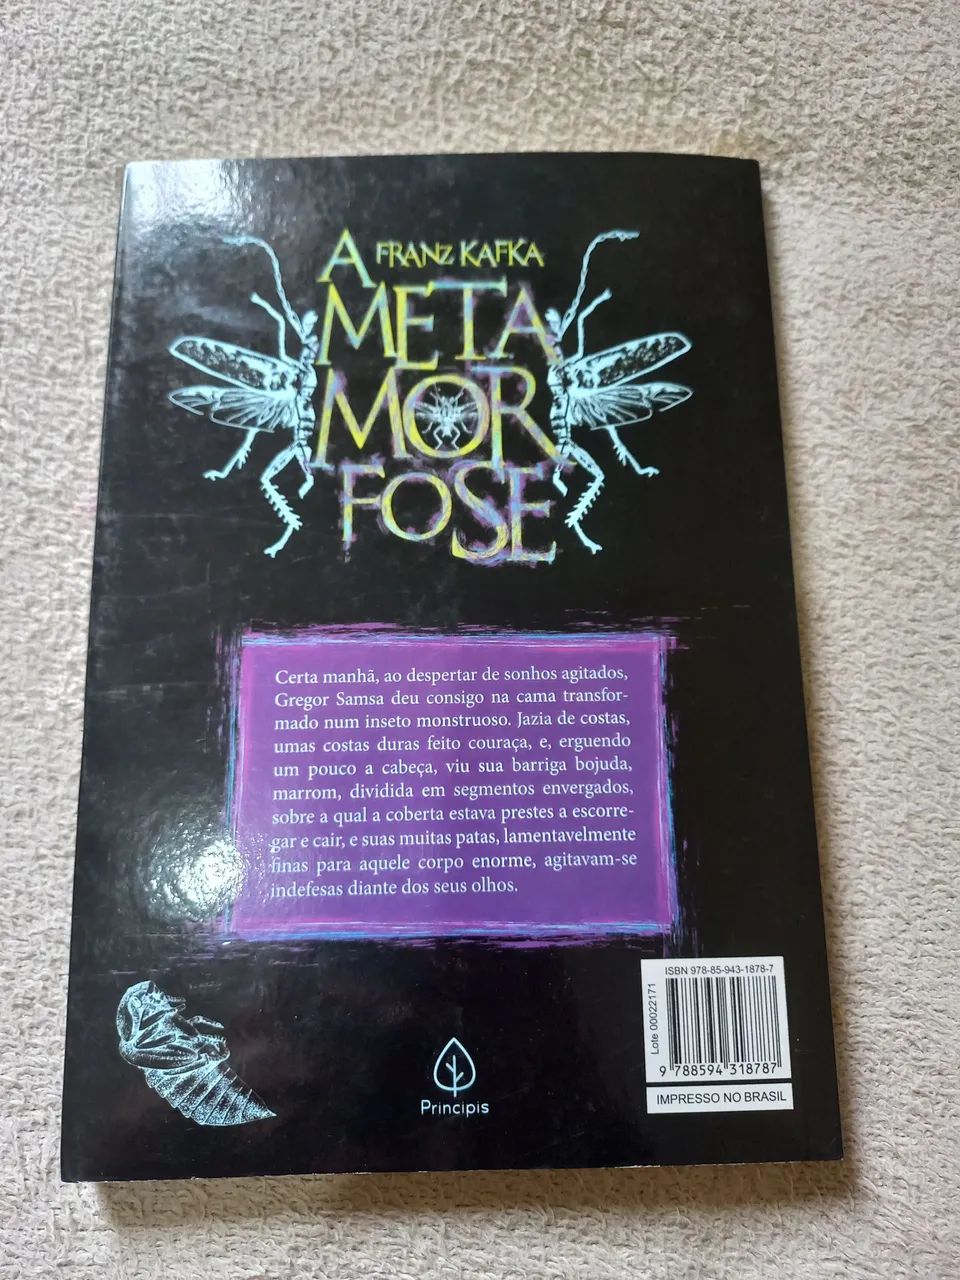 A FRANZ KAFKA
META
MOR
FOSE
Certa manhã, ao despertar de sonhos agitados,
Gregor Samsa deu consigo na cama transfor-
mado num inseto monstruoso. Jazia de costas,
umas costas duras feito couraça, e, erguendo
um pouco a cabeça, viu sua barriga bojuda,
marrom, dividida em segmentos envergados,
sobre a qual a coberta estava prestes a escorre-
gar e cair, e suas muitas patas, lamentavelmente
finas para aquele corpo enorme, agitavam-se
indefesas diante dos seus olhos.
Principis
ISBN 978-85-943-1878-7
Lote 00022171
9 788594 318787
IMPRESSO NO BRASIL